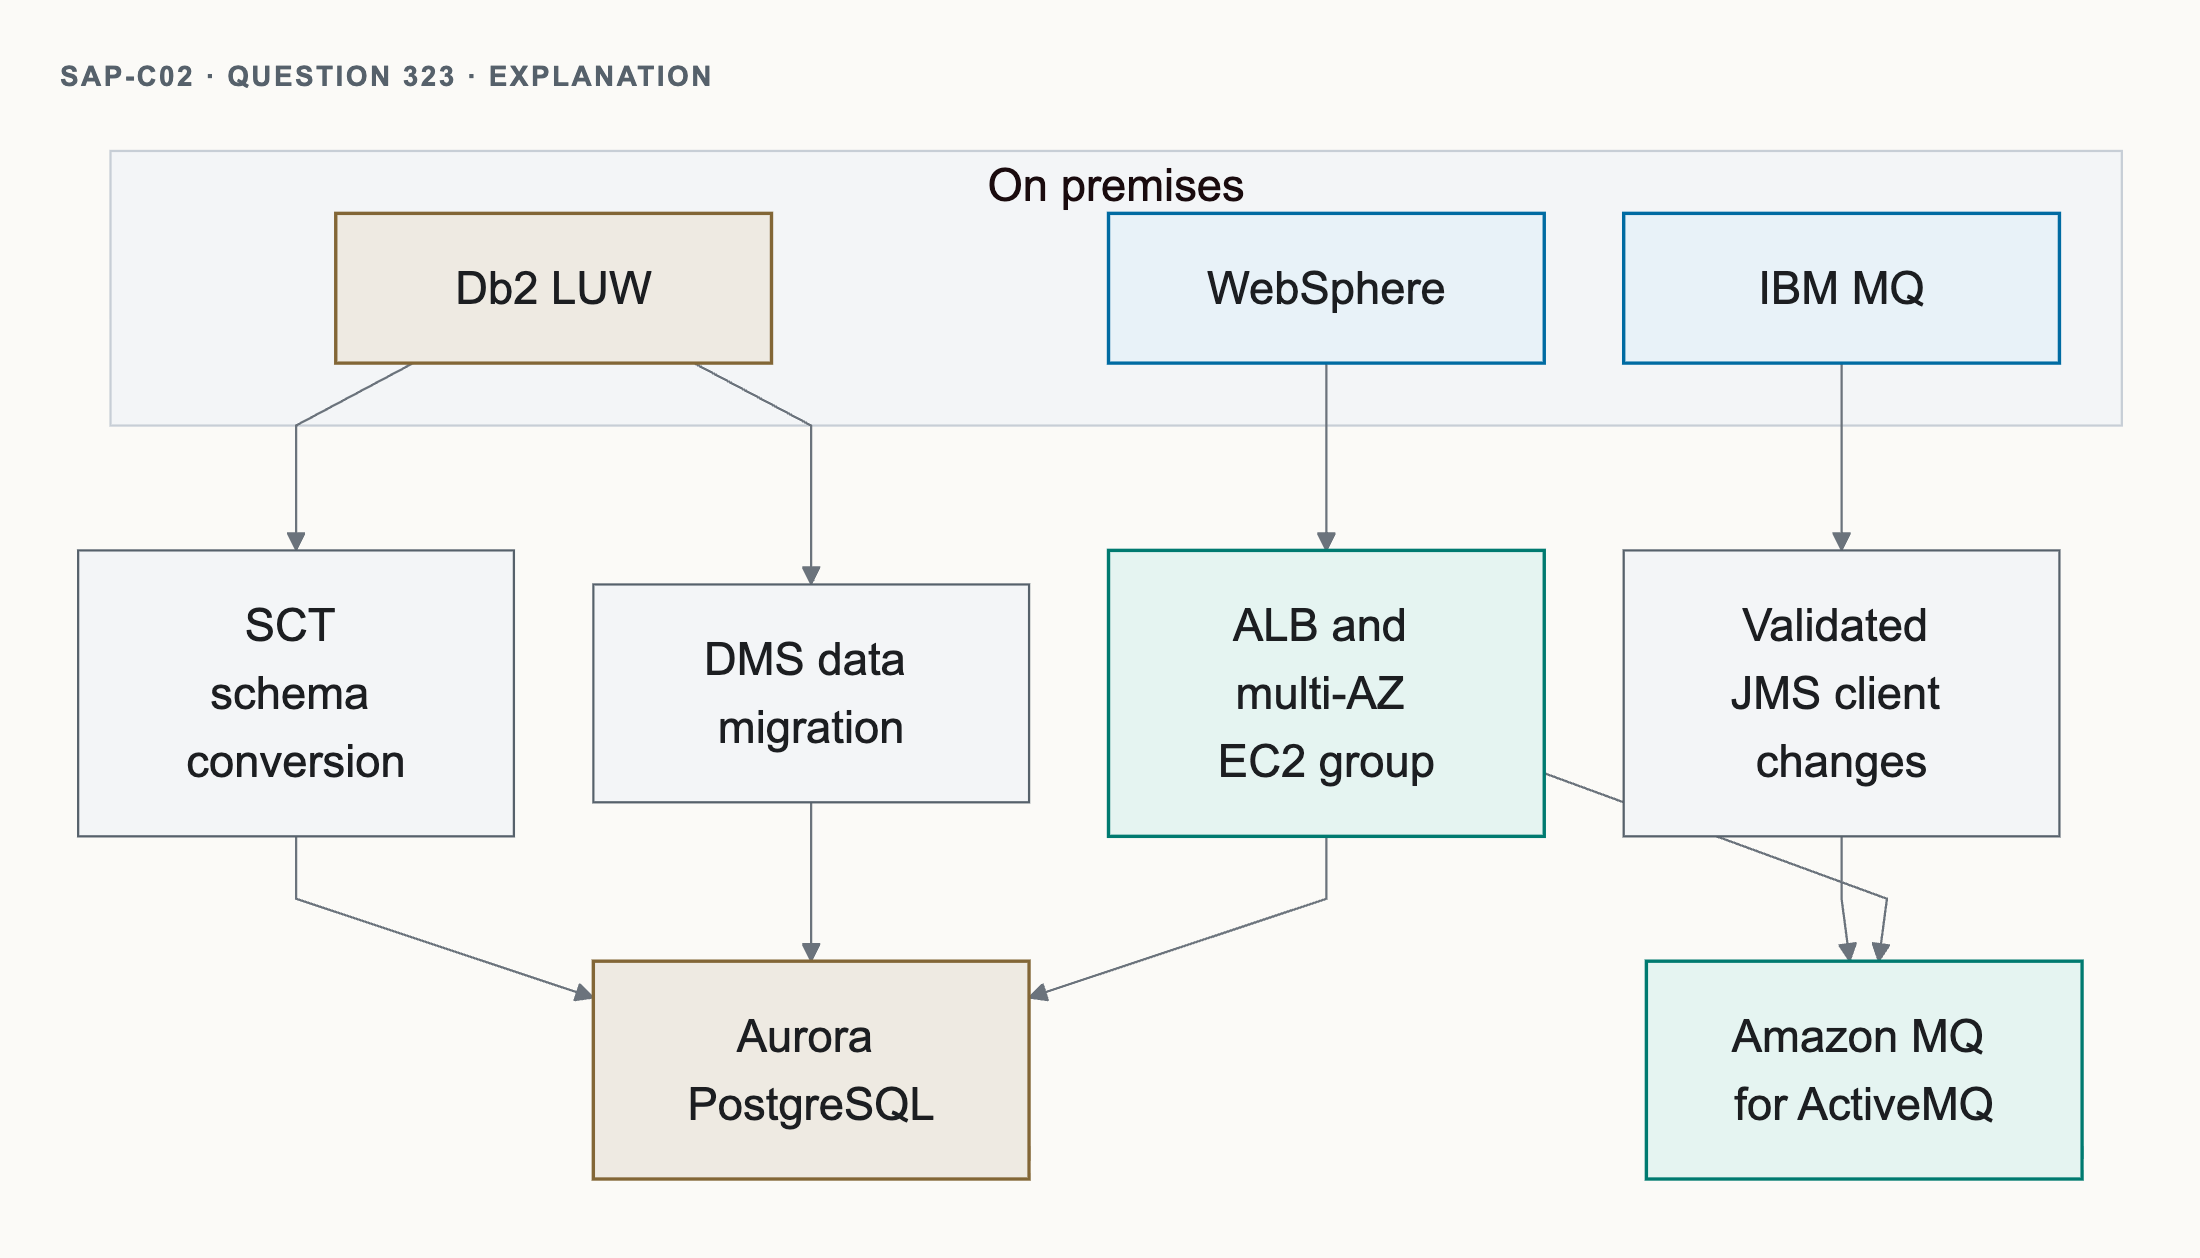 SAP-C02 · QUESTION 323 · EXPLANATION
On premises
Db2 LUW
WebSphere
IBM MQ
SCT
schema
conversion
DMS data
migration
ALB and
multi-AZ
EC2 group
Validated
JMS client
changes
Aurora
PostgreSQL
Amazon MQ
for ActiveMQ